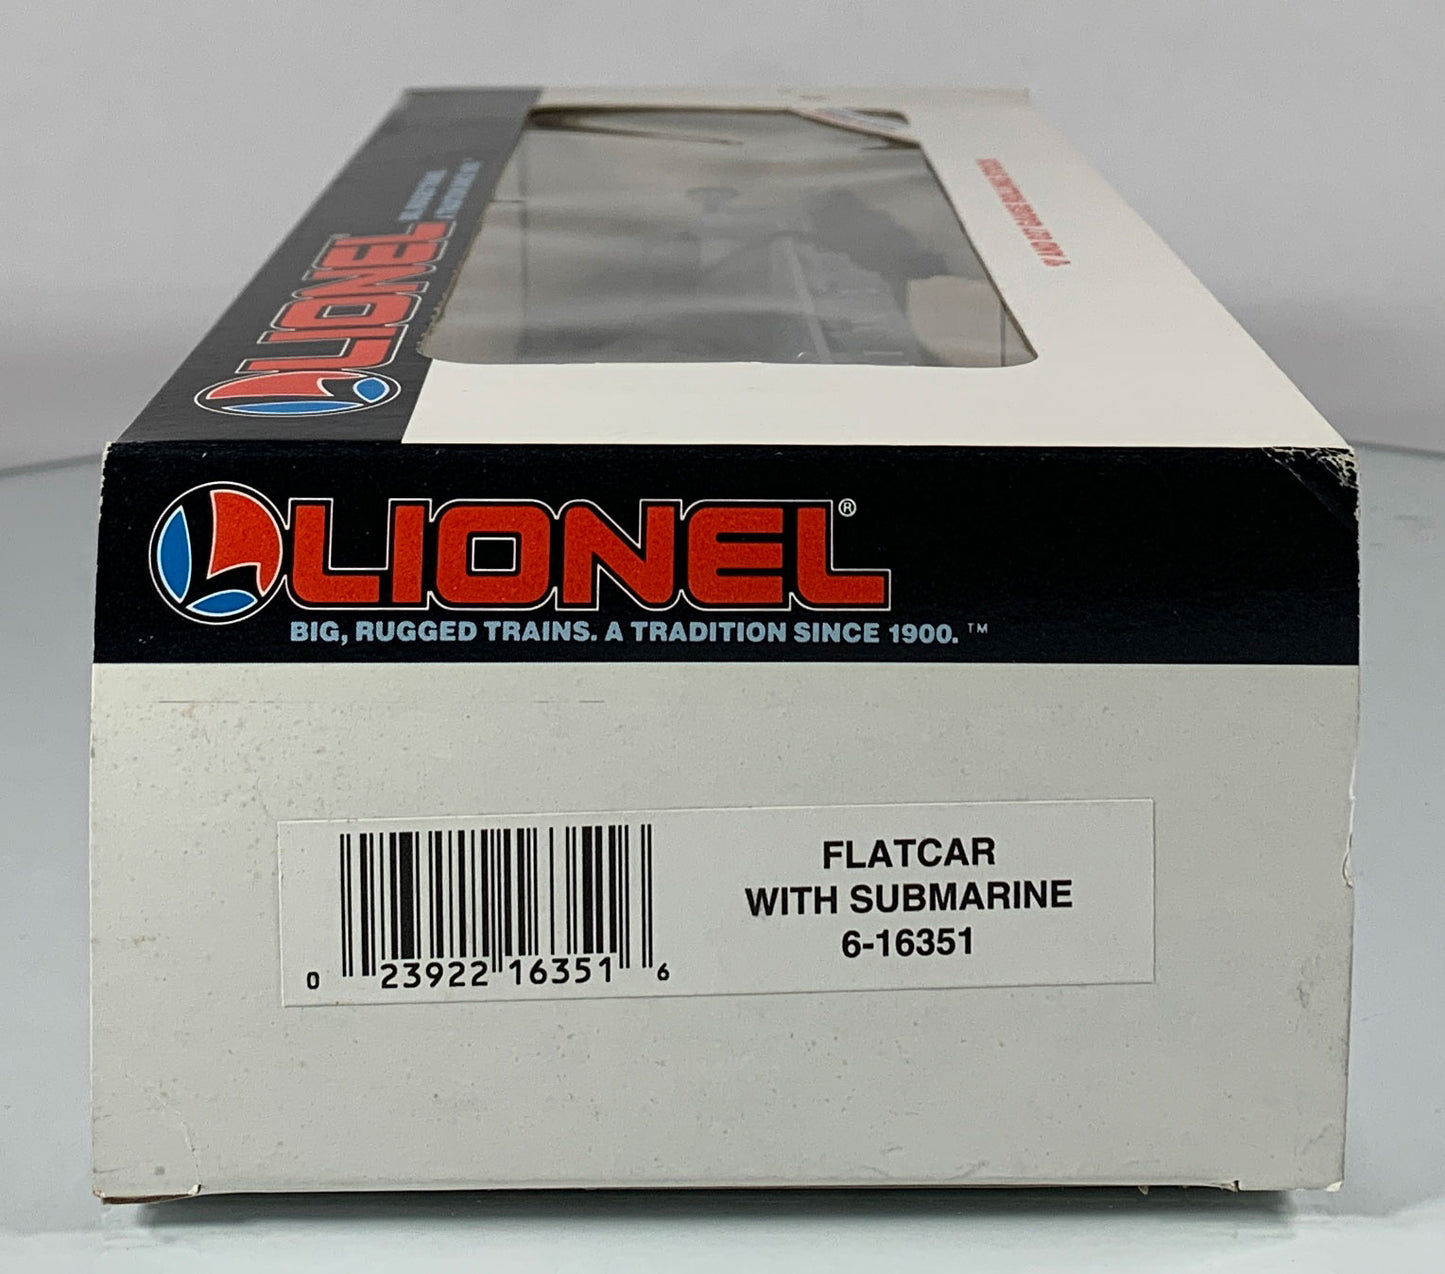 LIONEL
LIONEL®
BIG, RUGGED TRAINS. A TRADITION SINCE 1900.™
FLATCAR
WITH SUBMARINE
6-16351
0 23922 16351 6